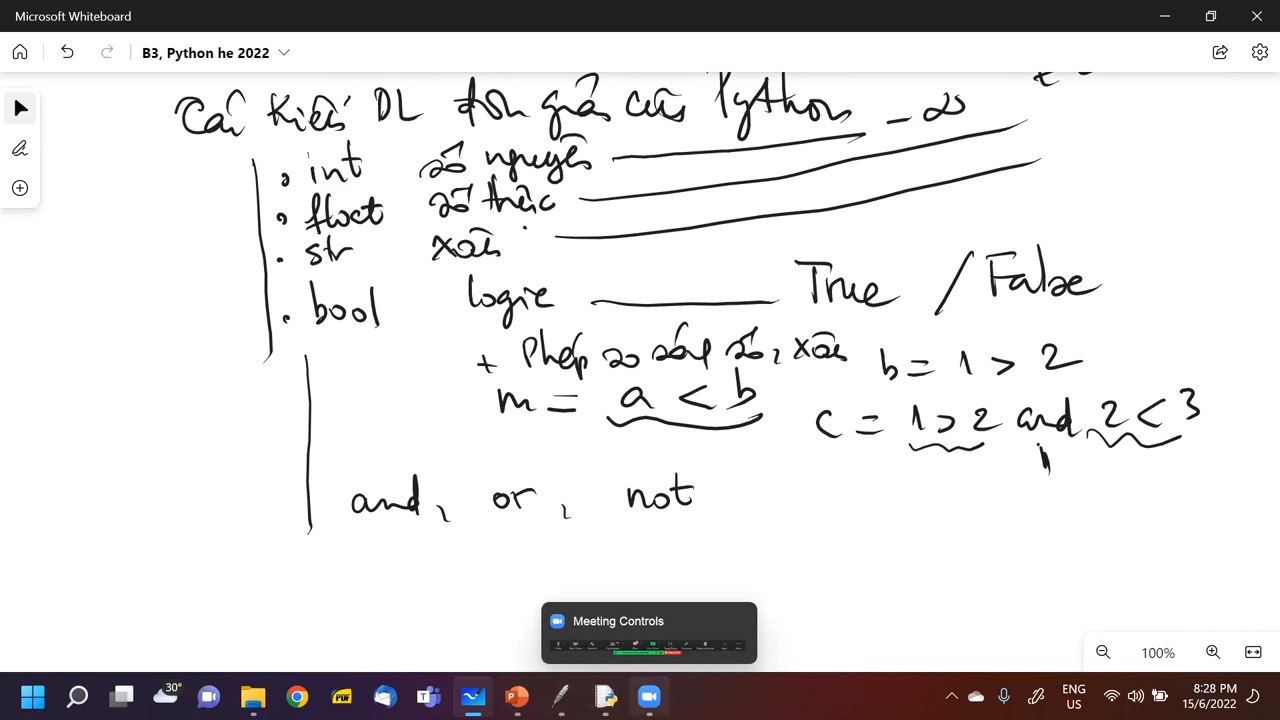 Microsoft Whiteboard
B3, Python he 2022
Các kiểu DL đơn giản của Python - ∞
. int số nguyên
. float số thực
. str xâu
. bool logic True / False
+ Phép so sánh số, xâu b = 1 > 2
m = a < b c = 1 > 2 and 2 < 3
and, or, not
Meeting Controls
100%
30°
PDF
ENG
US
8:28 PM
15/6/2022